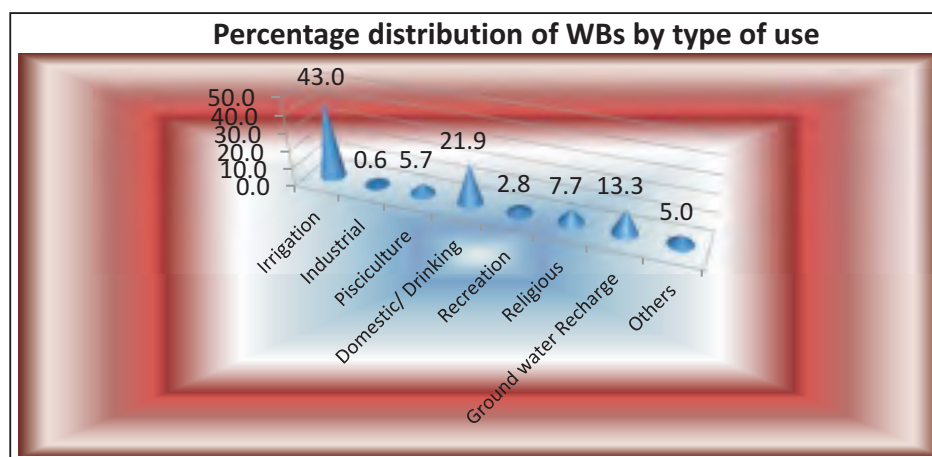 Percentage distribution of WBs by type of use
43.0
50.0
40.0
30.0
20.0
10.0
0.0
0.6
5.7
21.9
2.8
7.7
13.3
5.0
Irrigation
Industrial
Pisciculture
Domestic/ Drinking
Recreation
Religious
Ground water Recharge
Others